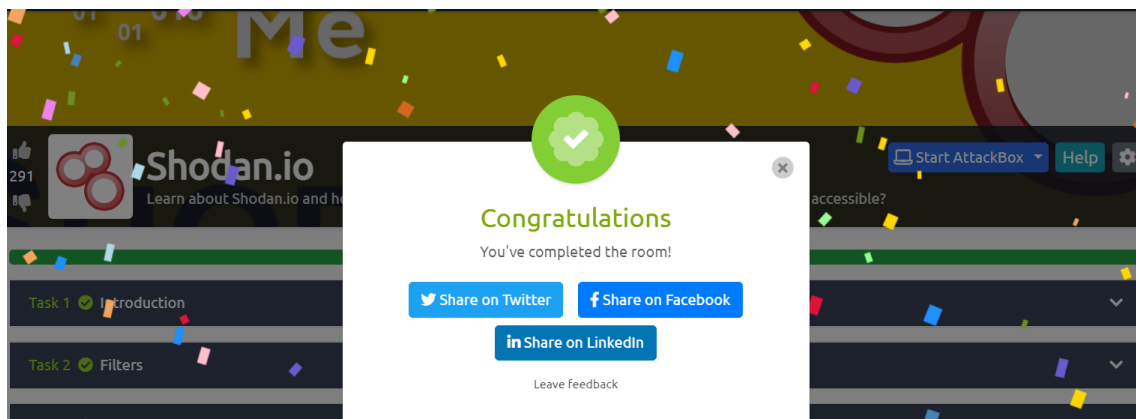 01 010
01
Me
291
Shodan.io
Start AttackBox
Help
Learn about Shodan.io and h
accessible?
Congratulations
You've completed the room!
Share on Twitter
Share on Facebook
in Share on LinkedIn
Leave feedback
Task 1 Introduction
Task 2 Filters